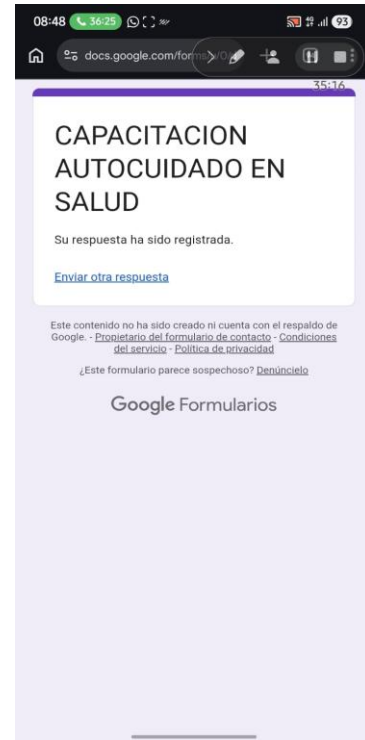 08:48 36:25 93
docs.google.com/forms
35:16
CAPACITACION
AUTOCUIDADO EN
SALUD
Su respuesta ha sido registrada.
Enviar otra respuesta
Este contenido no ha sido creado ni cuenta con el respaldo de
Google. - Propietario del formulario de contacto - Condiciones
del servicio - Política de privacidad
¿Este formulario parece sospechoso? Denúncielo
Google Formularios